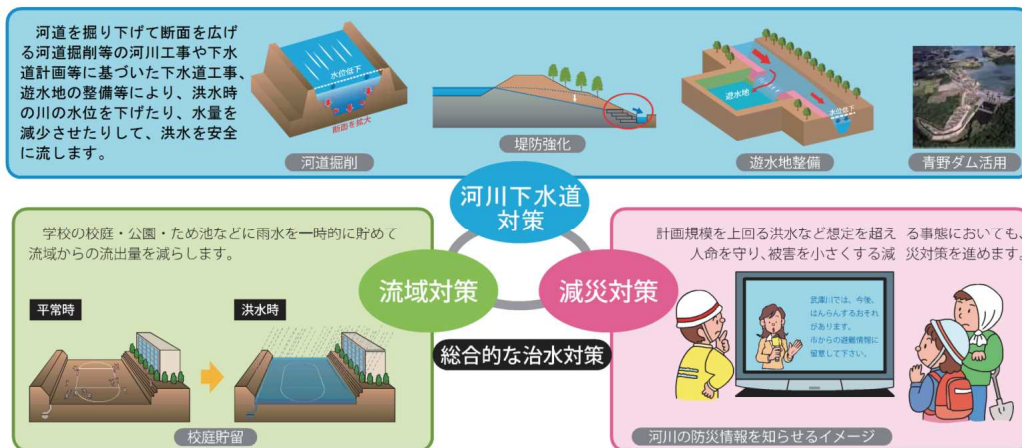 河道を掘り下げて断面を広げ
る河道掘削等の河川工事や下水
道計画等に基づいた下水道工事、
遊水地の整備等により、洪水時
の川の水位を下げたり、水量を
減少させたりして、洪水を安全
に流します。
水位低下
断面を拡大
河道掘削
堤防強化
遊水地
水位低下
遊水地整備
青野ダム活用
河川下水道
対策
流域対策
減災対策
総合的な治水対策
学校の校庭・公園・ため池などに雨水を一時的に貯めて
流域からの流出量を減らします。
平常時
洪水時
校庭貯留
計画規模を上回る洪水など想定を超え る事態においても、
人命を守り、被害を小さくする減 災対策を進めます。
武庫川では、今後、
はんらんするおそれ
があります。
市からの避難情報に
留意して下さい。
河川の防災情報を知らせるイメージ